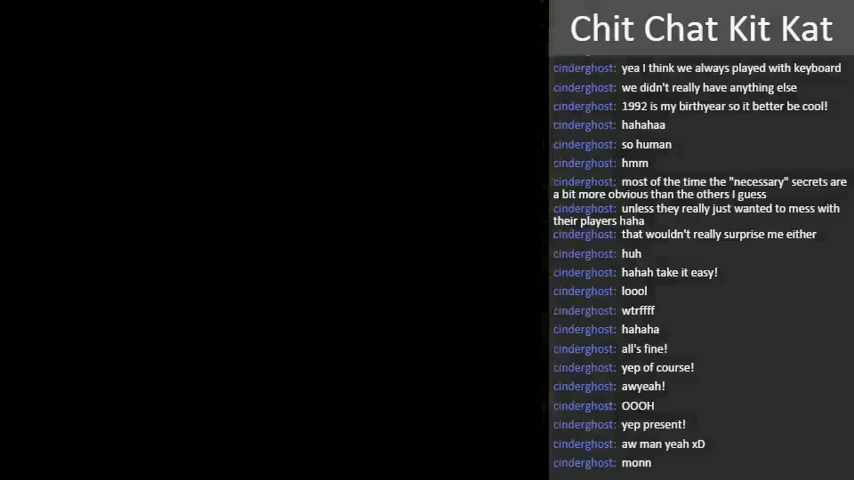 Chit Chat Kit Kat
cinderghost: yea I think we always played with keyboard
cinderghost: we didn't really have anything else
cinderghost: 1992 is my birthyear so it better be cool!
cinderghost: hahahaa
cinderghost: so human
cinderghost: hmm
cinderghost: most of the time the "necessary" secrets are
a bit more obvious than the others I guess
cinderghost: unless they really just wanted to mess with
their players haha
cinderghost: that wouldn't really surprise me either
cinderghost: huh
cinderghost: hahah take it easy!
cinderghost: loool
cinderghost: wtrffff
cinderghost: hahaha
cinderghost: all's fine!
cinderghost: yep of course!
cinderghost: awyeah!
cinderghost: OOOH
cinderghost: yep present!
cinderghost: aw man yeah xD
cinderghost: monn